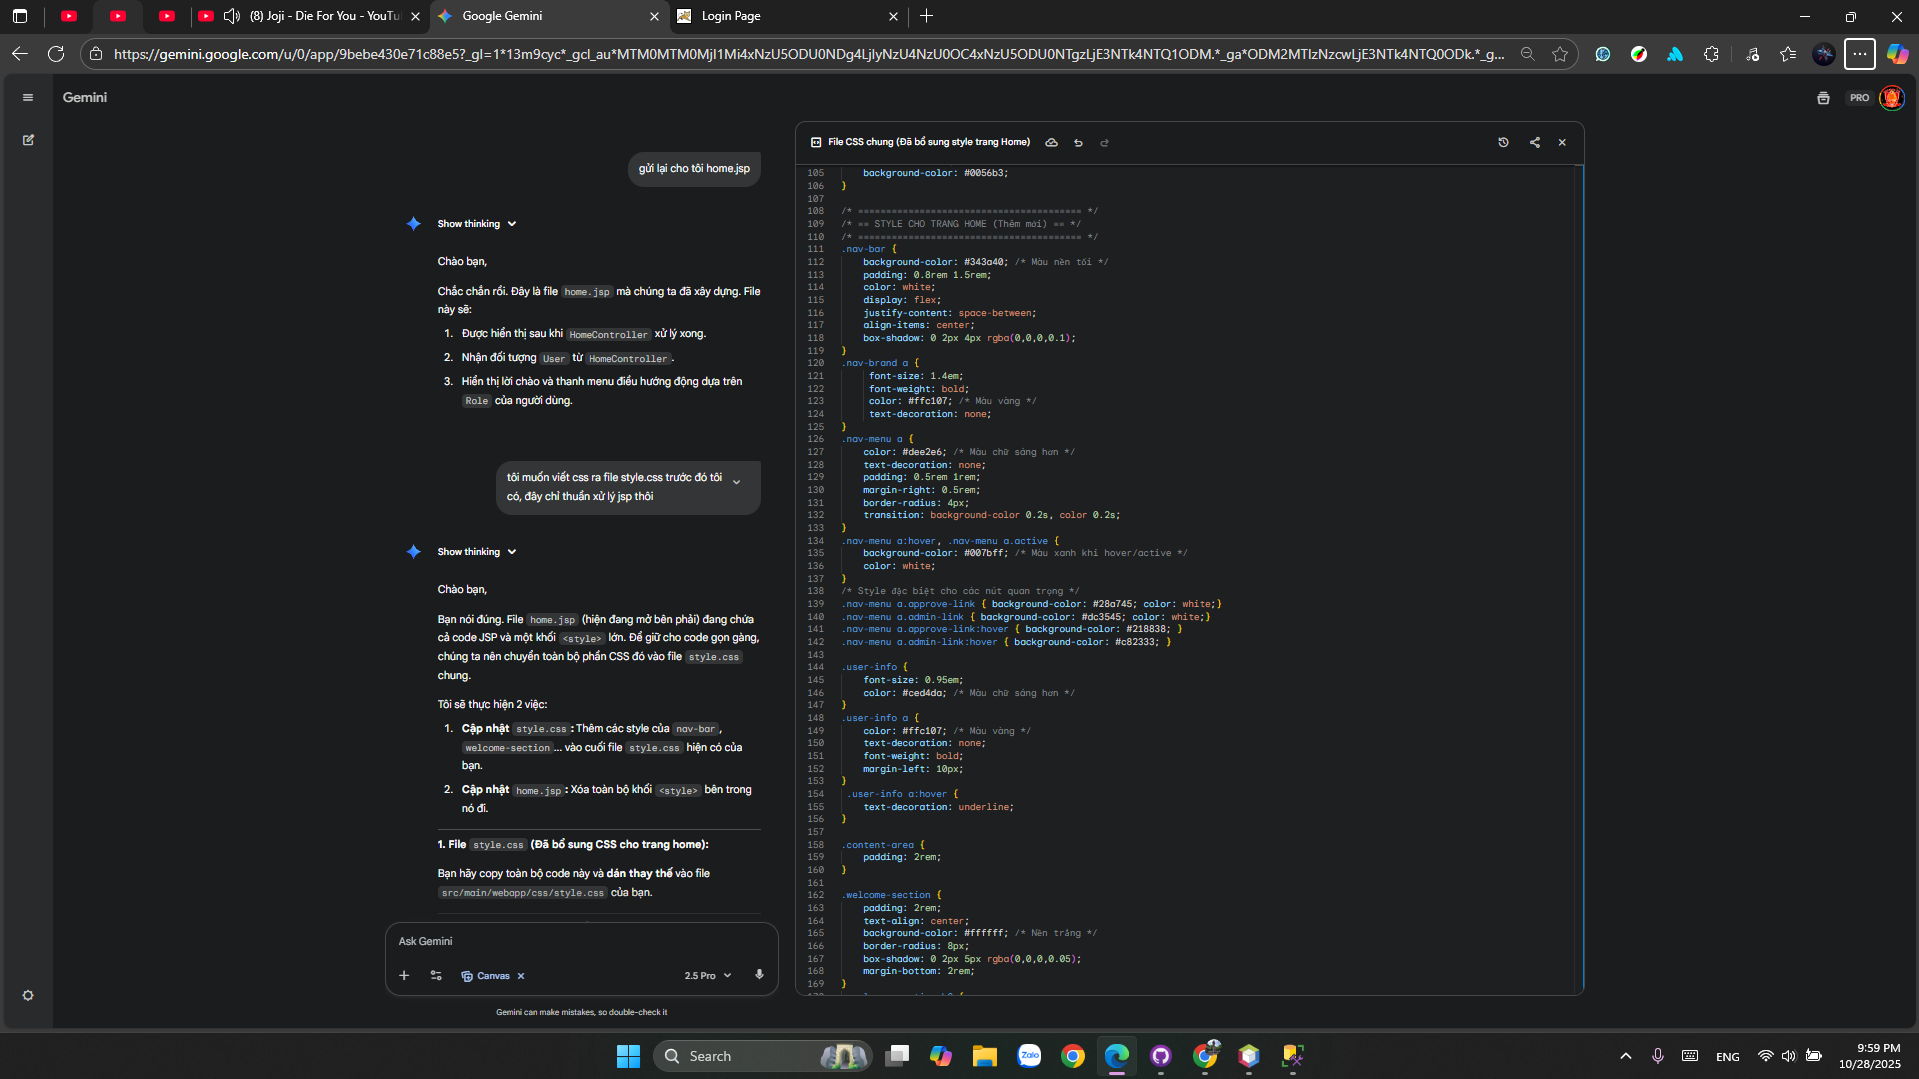 (8) Joji - Die For You - YouTu
Google Gemini
Login Page
https://gemini.google.com/u/0/app/9bebe430e71c88e5?_gl=1*13m9cyc*_gcl_au*
Gemini
PRO
gửi lại cho tôi home.jsp
Show thinking
Chào bạn,
Chắc chắn rồi. Đây là file home.jsp mà chúng ta đã xây dựng. File
này sẽ:
1. Được hiển thị sau khi HomeController xử lý xong.
2. Nhận đối tượng User từ HomeController.
3. Hiển thị lời chào và thanh menu điều hướng động dựa trên
Role của người dùng.
tôi muốn viết css ra file style.css trước đó tôi
có, đây chỉ thuần xử lý jsp thôi
Show thinking
Chào bạn,
Bạn nói đúng. File home.jsp (hiện đang mở bên phải) đang chứa
cả code JSP và một khối <style> lớn. Để giữ cho code gọn gàng,
chúng ta nên chuyển toàn bộ phần CSS đó vào file style.css
chung.
Tôi sẽ thực hiện 2 việc:
1. Cập nhật style.css: Thêm các style của nav-bar,
welcome-section... vào cuối file style.css hiện có của
bạn.
2. Cập nhật home.jsp: Xóa toàn bộ khối <style> bên trong
nó đi.
1. File style.css (Đã bổ sung CSS cho trang home):
Bạn hãy copy toàn bộ code này và dán thay thế vào file
src/main/webapp/css/style.css của bạn.
Ask Gemini
Canvas
2.5 Pro
Gemini can make mistakes, so double-check it
File CSS chung (Đã bổ sung style trang Home)
105 background-color: #0056b3;
106 }
107
108 /* ======================================== */
109 /* == STYLE CHO TRANG HOME (Thêm mới) == */
110 /* ======================================== */
111 .nav-bar {
112 background-color: #343a40; /* Màu nền tối */
113 padding: 0.8rem 1.5rem;
114 color: white;
115 display: flex;
116 justify-content: space-between;
117 align-items: center;
118 box-shadow: 0 2px 4px rgba(0,0,0,0.1);
119 }
120 .nav-brand a {
121 font-size: 1.4em;
122 font-weight: bold;
123 color: #ffc107; /* Màu vàng */
124 text-decoration: none;
125 }
126 .nav-menu a {
127 color: #dee2e6; /* Màu chữ sáng hơn */
128 text-decoration: none;
129 padding: 0.5rem 1rem;
130 margin-right: 0.5rem;
131 border-radius: 4px;
132 transition: background-color 0.2s, color 0.2s;
133 }
134 .nav-menu a:hover, .nav-menu a.active {
135 background-color: #007bff; /* Màu xanh khi hover/active */
136 color: white;
137 }
138 /* Style đặc biệt cho các nút quan trọng */
139 .nav-menu a.approve-link { background-color: #28a745; color: white;}
140 .nav-menu a.admin-link { background-color: #dc3545; color: white;}
141 .nav-menu a.approve-link:hover { background-color: #218838; }
142 .nav-menu a.admin-link:hover { background-color: #c82333; }
143
144 .user-info {
145 font-size: 0.95em;
146 color: #ced4da; /* Màu chữ sáng hơn */
147 }
148 .user-info a {
149 color: #ffc107; /* Màu vàng */
150 text-decoration: none;
151 font-weight: bold;
152 margin-left: 10px;
153 }
154 .user-info a:hover {
155 text-decoration: underline;
156 }
157
158 .content-area {
159 padding: 2rem;
160 }
161
162 .welcome-section {
163 padding: 2rem;
164 text-align: center;
165 background-color: #ffffff; /* Nền trắng */
166 border-radius: 8px;
167 box-shadow: 0 2px 5px rgba(0,0,0,0.05);
168 margin-bottom: 2rem;
169 }
Search
Zalo
ENG
9:59 PM
10/28/2025